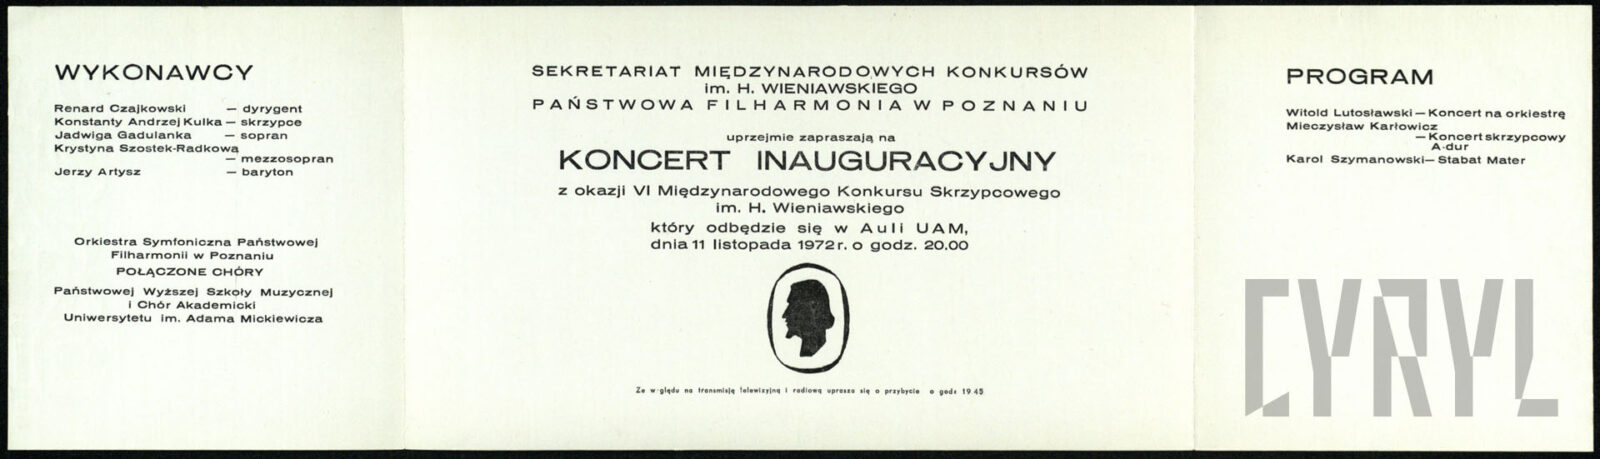 WYKONAWCY
Renard Czajkowski — dyrygent
Konstanty Andrzej Kulka — skrzypce
Jadwiga Gadulanka — sopran
Krystyna Szostek-Radkowa
— mezzosopran
Jerzy Artysz — baryton
Orkiestra Symfoniczna Państwowej
Filharmonii w Poznaniu
POŁĄCZONE CHÓRY
Państwowej Wyższej Szkoły Muzycznej
i Chór Akademicki
Uniwersytetu im. Adama Mickiewicza
SEKRETARIAT MIĘDZYNARODOWYCH KONKURSÓW
im. H. WIENIAWSKIEGO
PAŃSTWOWA FILHARMONIA W POZNANIU
uprzejmie zapraszają na
KONCERT INAUGURACYJNY
z okazji VI Międzynarodowego Konkursu Skrzypcowego
im. H. Wieniawskiego
który odbędzie się w Auli UAM,
dnia 11 listopada 1972 r. o godz. 20.00
Ze w·ględu na transmisję telewizyjną i radiową uprasza się o przybycie o godz 19.45
PROGRAM
Witold Lutosławski — Koncert na orkiestrę
Mieczysław Karłowicz
— Koncert skrzypcowy
A-dur
Karol Szymanowski — Stabat Mater
CYRYL